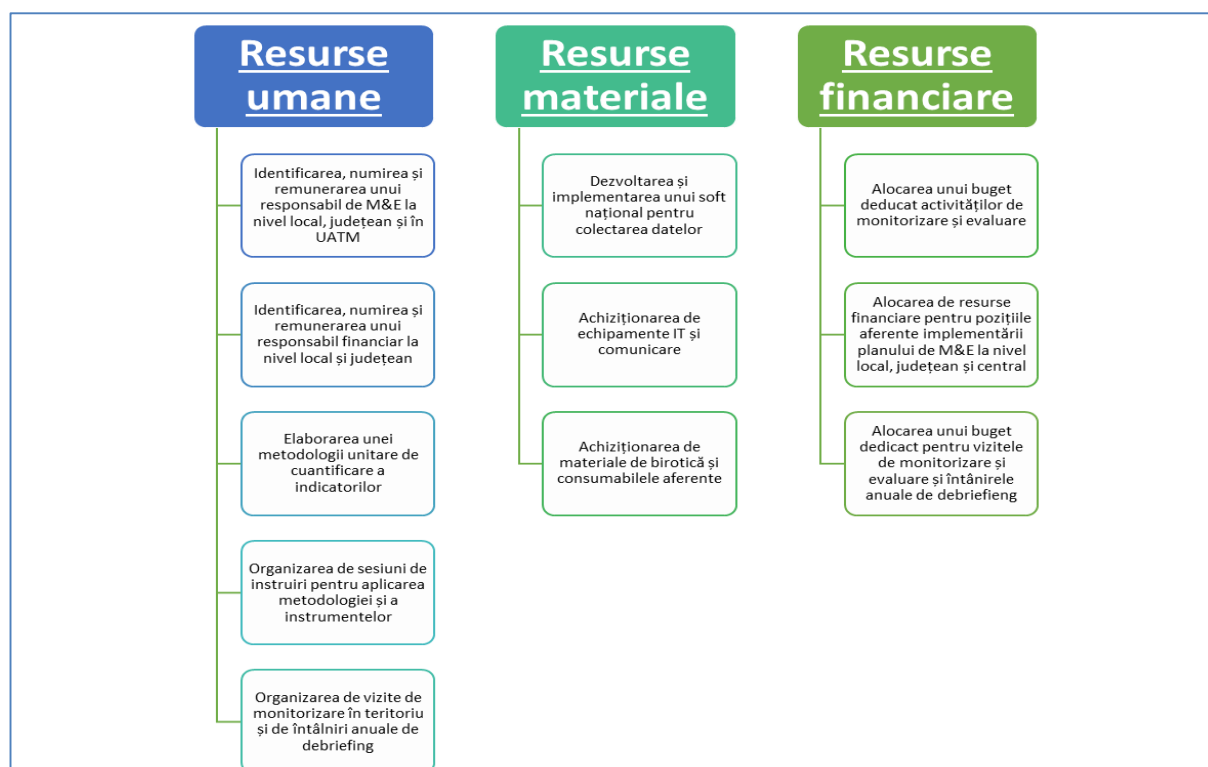 Resurse
umane
Identificarea, numirea și
remunerarea unui
responsabil de M&E la
nivel local, județean și în
UATM
Identificarea, numirea și
remunerarea unui
responsabil financiar la
nivel local și județean
Elaborarea unei
metodologii unitare de
cuantificare a
indicatorilor
Organizarea de sesiuni de
instruiri pentru aplicarea
metodologiei și a
instrumentelor
Organizarea de vizite de
monitorizare în teritoriu
și de întâlniri anuale de
debriefing
Resurse
materiale
Dezvoltarea și
implementarea unui soft
național pentru
colectarea datelor
Achiziționarea de
echipamente IT și
comunicare
Achiziționarea de
materiale de birotică și
consumabilele aferente
Resurse
financiare
Alocarea unui buget
deducat activităților de
monitorizare și evaluare
Alocarea de resurse
financiare pentru pozițiile
aferente implementării
planului de M&E la nivel
local, județean și central
Alocarea unui buget
dedicact pentru vizitele
de monitorizare și
evaluare și întânirele
anuale de debriefieng